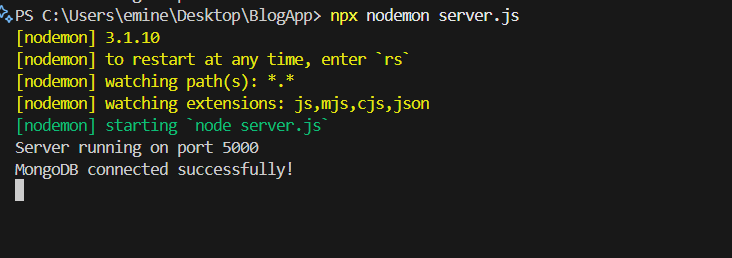 PS C:\Users\emine\Desktop\BlogApp> npx nodemon server.js
[nodemon] 3.1.10
[nodemon] to restart at any time, enter `rs`
[nodemon] watching path(s): *.*
[nodemon] watching extensions: js,mjs,cjs,json
[nodemon] starting `node server.js`
Server running on port 5000
MongoDB connected successfully!